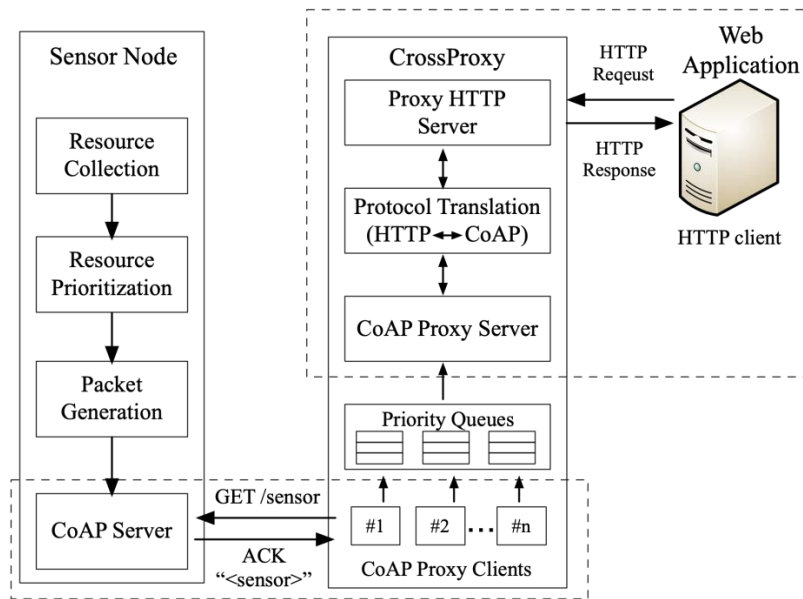 Sensor Node
Resource
Collection
Resource
Prioritization
Packet
Generation
CoAP Server
GET /sensor
ACK
“<sensor>”
CrossProxy
Proxy HTTP
Server
Protocol Translation
(HTTP↔CoAP)
CoAP Proxy Server
Priority Queues
#1
#2
...
#n
CoAP Proxy Clients
HTTP
Reqeust
HTTP
Response
Web
Application
HTTP client